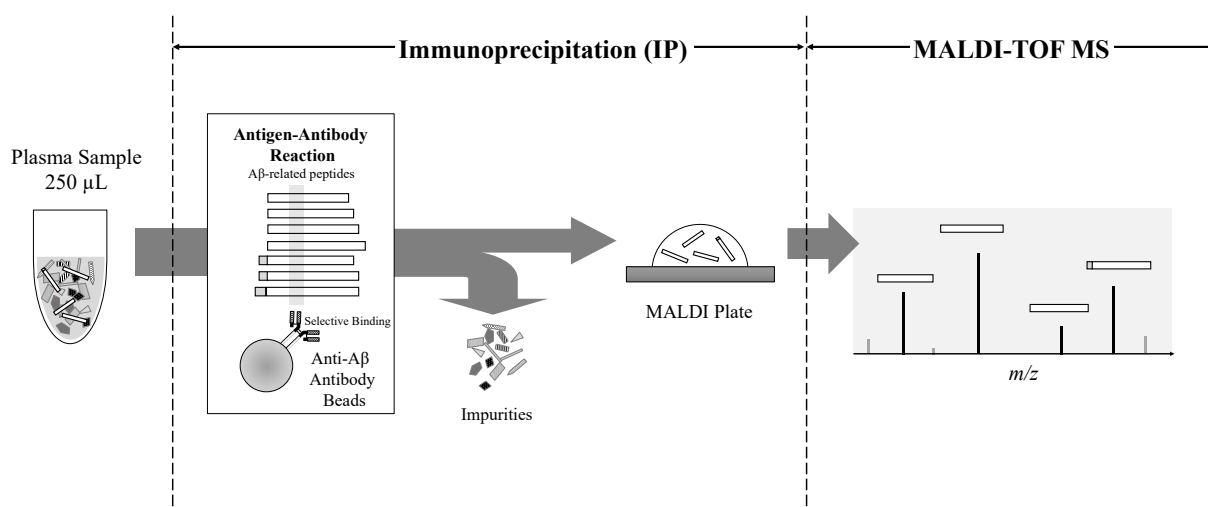 Immunoprecipitation (IP)
MALDI-TOF MS
Plasma Sample
250 µL
Antigen-Antibody
Reaction
Aβ-related peptides
Selective Binding
Anti-Aβ
Antibody
Beads
Impurities
MALDI Plate
m/z